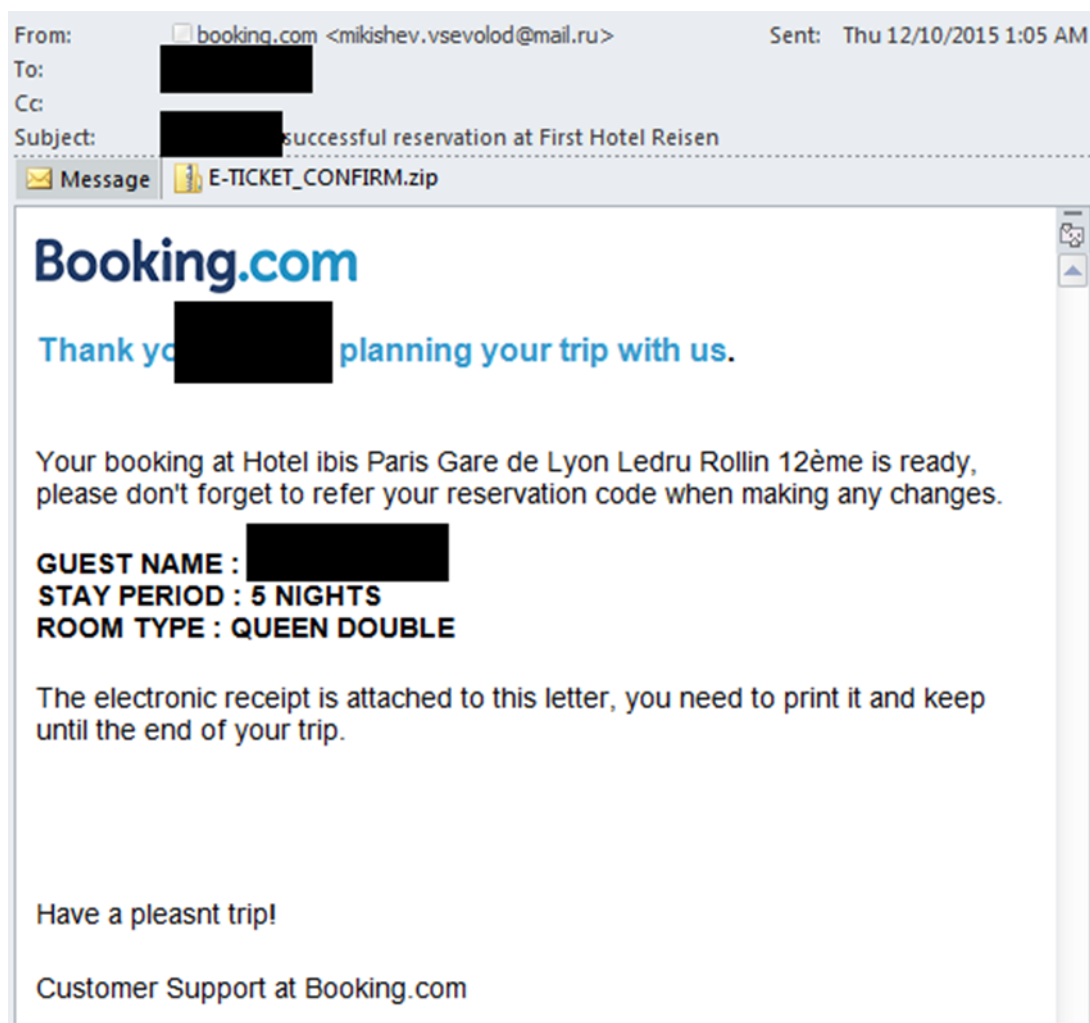 From: booking.com <mikishev.vsevolod@mail.ru> Sent: Thu 12/10/2015 1:05 AM
To:
Cc:
Subject: successful reservation at First Hotel Reisen
Message E-TICKET_CONFIRM.zip
Booking.com
Thank yo planning your trip with us.
Your booking at Hotel ibis Paris Gare de Lyon Ledru Rollin 12ème is ready,
please don't forget to refer your reservation code when making any changes.
GUEST NAME :
STAY PERIOD : 5 NIGHTS
ROOM TYPE : QUEEN DOUBLE
The electronic receipt is attached to this letter, you need to print it and keep
until the end of your trip.
Have a pleasnt trip!
Customer Support at Booking.com